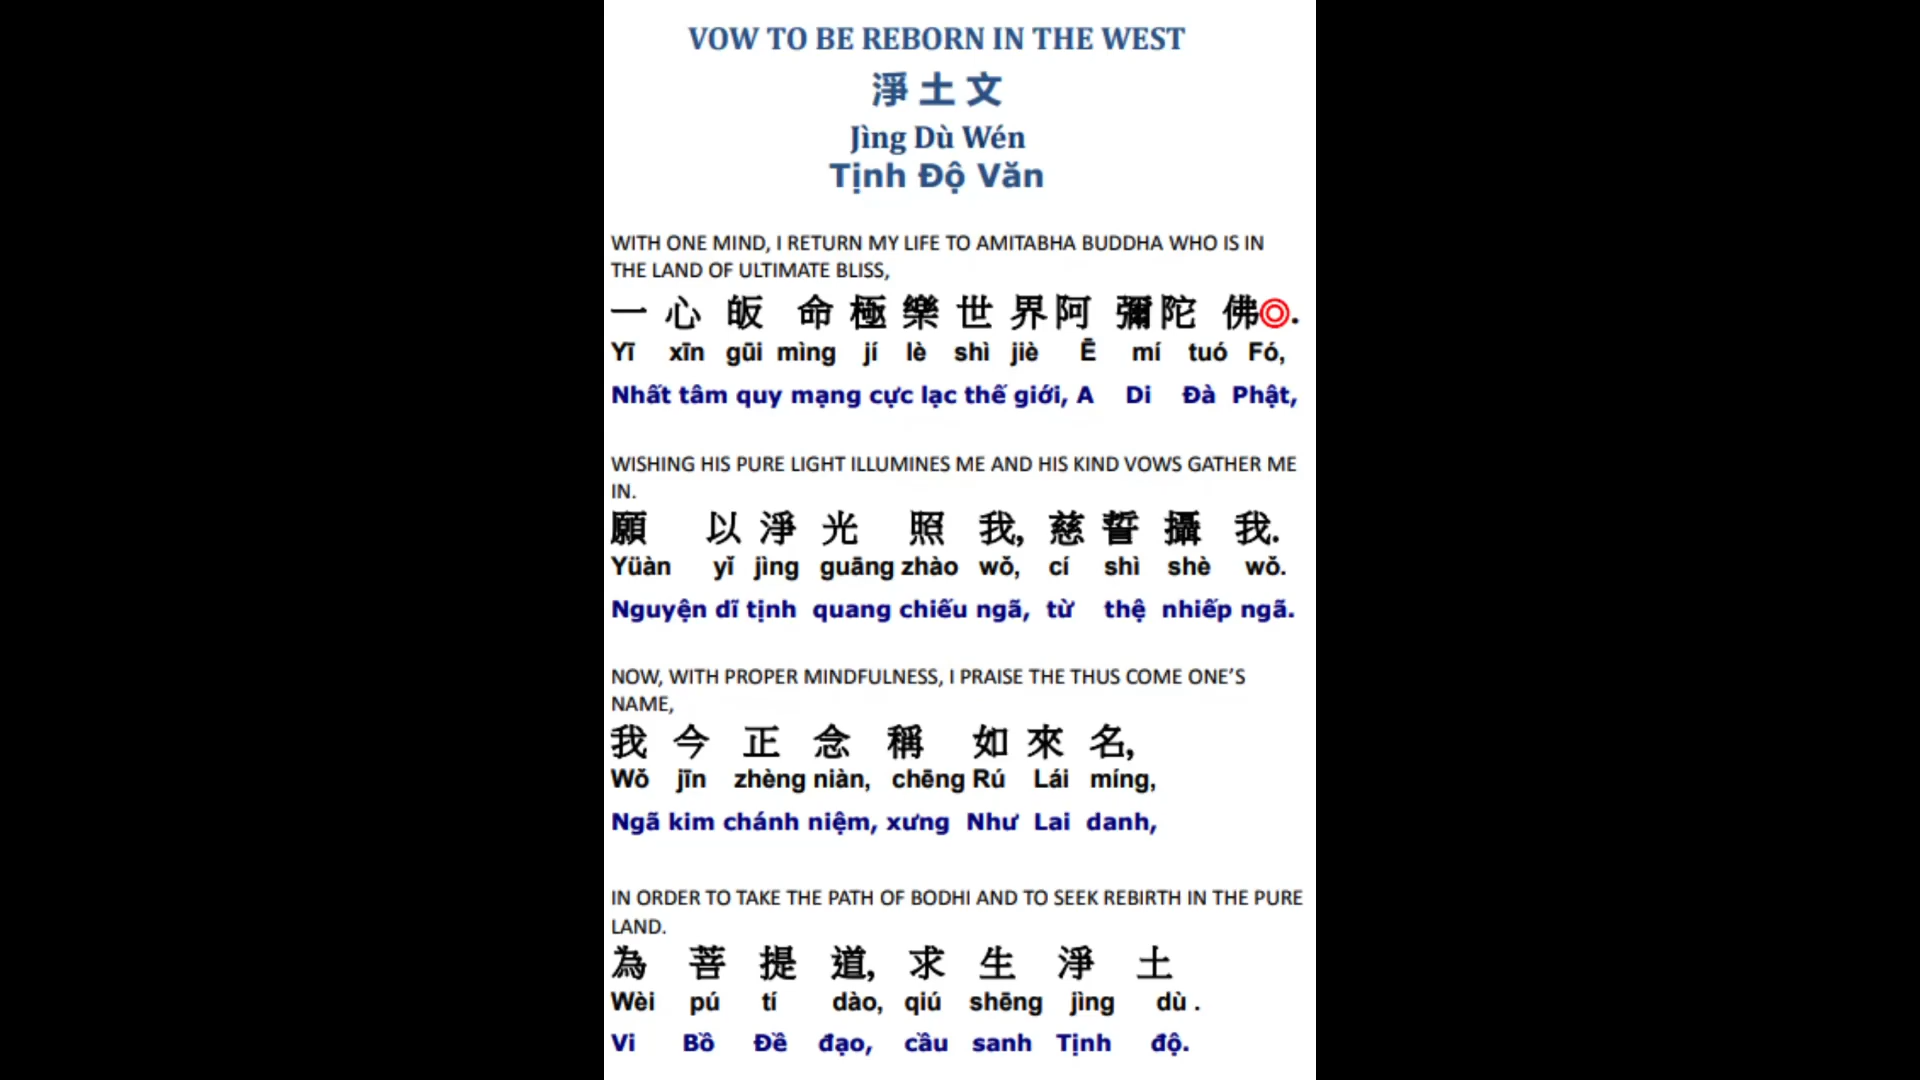 VOW TO BE REBORN IN THE WEST
淨土文
Jìng Dù Wén
Tịnh Độ Văn
WITH ONE MIND, I RETURN MY LIFE TO AMITABHA BUDDHA WHO IS IN
THE LAND OF ULTIMATE BLISS,
一心皈命極樂世界阿彌陀佛◎.
Yī xīn gūi mìng jí lè shì jiè Ē mí tuó Fó,
Nhất tâm quy mạng cực lạc thế giới, A Di Đà Phật,
WISHING HIS PURE LIGHT ILLUMINES ME AND HIS KIND VOWS GATHER ME
IN.
願以淨光照我, 慈誓攝我.
Yüàn yǐ jìng guāng zhào wǒ, cí shì shè wǒ.
Nguyện dĩ tịnh quang chiếu ngã, từ thệ nhiếp ngã.
NOW, WITH PROPER MINDFULNESS, I PRAISE THE THUS COME ONE’S
NAME,
我今正念稱如來名,
Wǒ jīn zhèng niàn, chēng Rú Lái míng,
Ngã kim chánh niệm, xưng Như Lai danh,
IN ORDER TO TAKE THE PATH OF BODHI AND TO SEEK REBIRTH IN THE PURE
LAND.
為菩提道, 求生淨土
Wèi pú tí dào, qiú shēng jìng dù .
Vi Bồ Đề đạo, cầu sanh Tịnh độ.